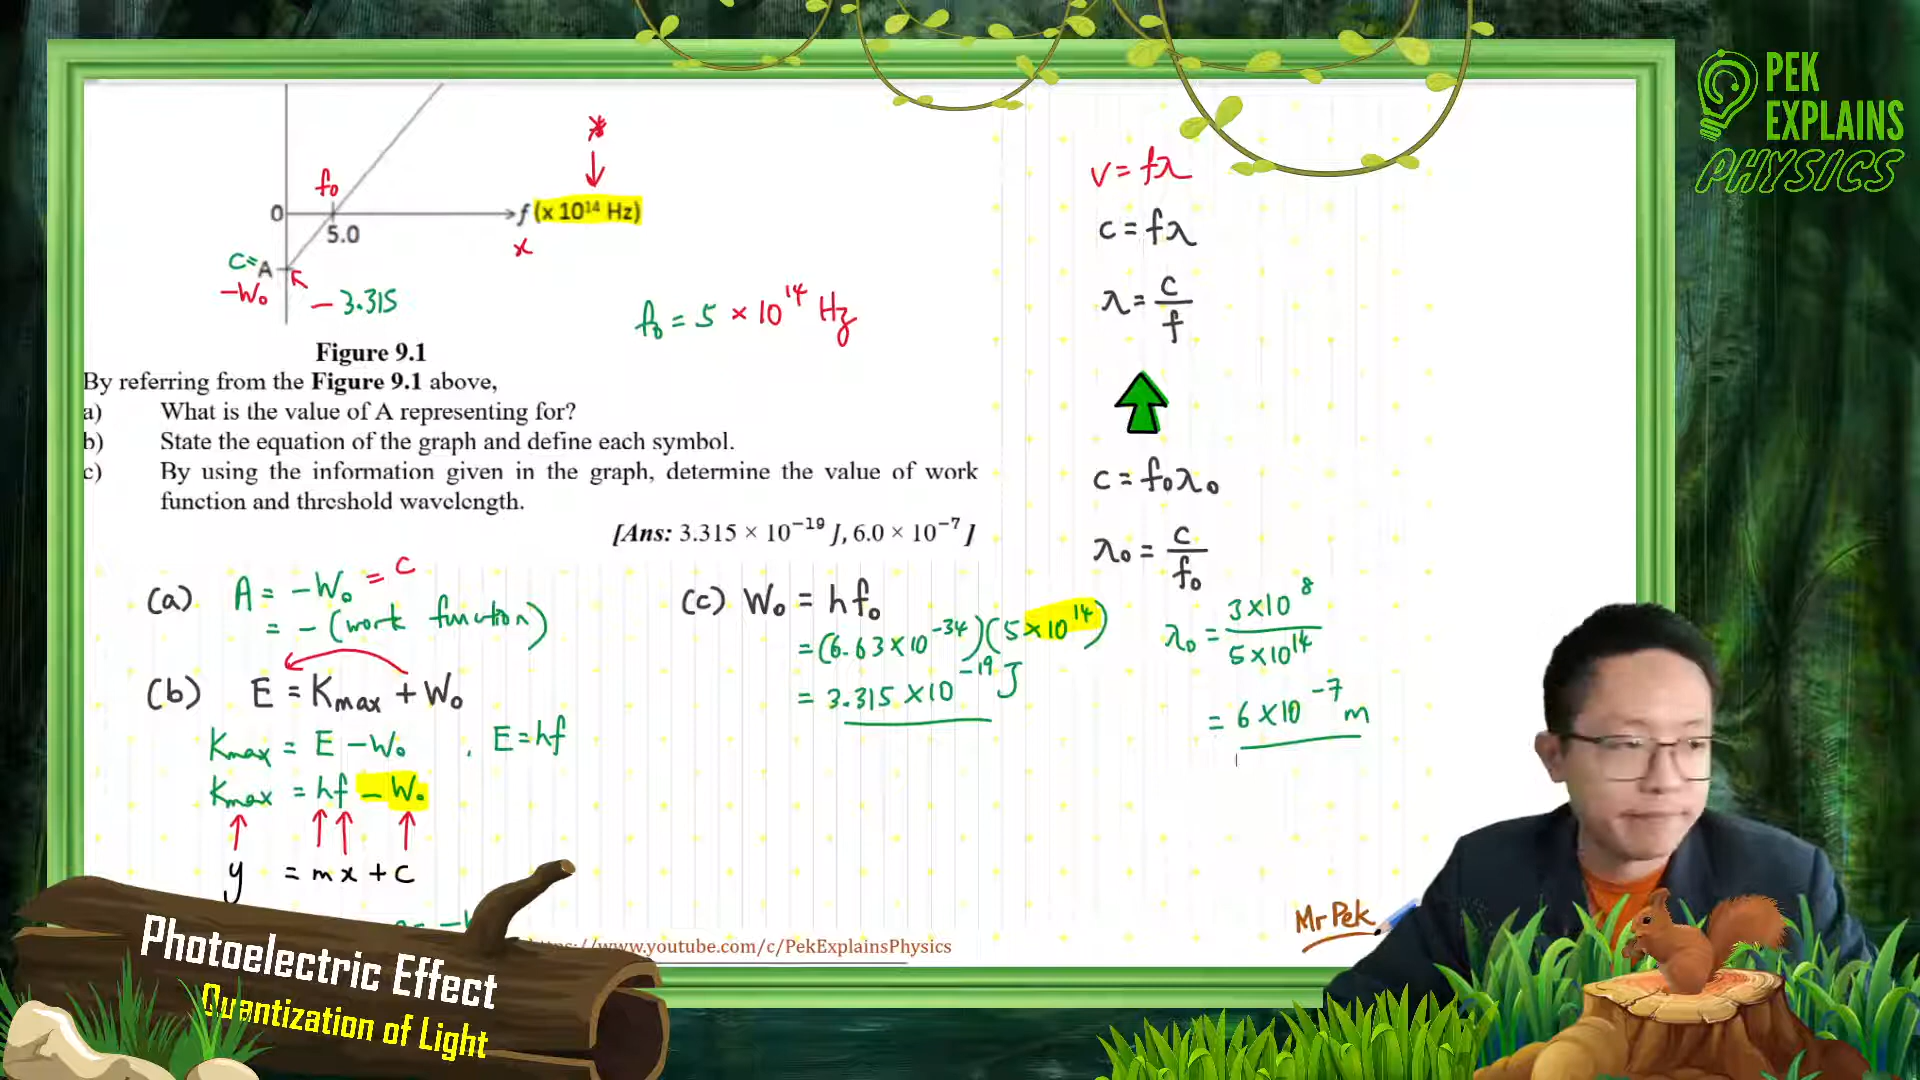 PEK
EXPLAINS
PHYSICS
f₀
0
5.0
f (x 10¹⁴ Hz)
x
C= A
-W₀
- 3.315
f₀ = 5 × 10¹⁴ Hz
Figure 9.1
By referring from the Figure 9.1 above,
a) What is the value of A representing for?
b) State the equation of the graph and define each symbol.
c) By using the information given in the graph, determine the value of work
function and threshold wavelength.
[Ans: 3.315 × 10⁻¹⁹ J, 6.0 × 10⁻⁷ ]
(a) A = -W₀ = C
= - (work function)
(b) E = Kmax + W₀
Kmax = E - W₀ , E = hf
Kmax = hf - W₀
y = mx + c
(c) W₀ = hf₀
= (6.63 × 10⁻³⁴)(5 × 10¹⁴)
= 3.315 × 10⁻¹⁹ J
v = fλ
c = fλ
λ = c/f
c = f₀λ₀
λ₀ = c/f₀
λ₀ = 3×10⁸/5×10¹⁴
= 6 × 10⁻⁷ m
Mr Pek
https://www.youtube.com/c/PekExplainsPhysics
Photoelectric Effect
Quantization of Light